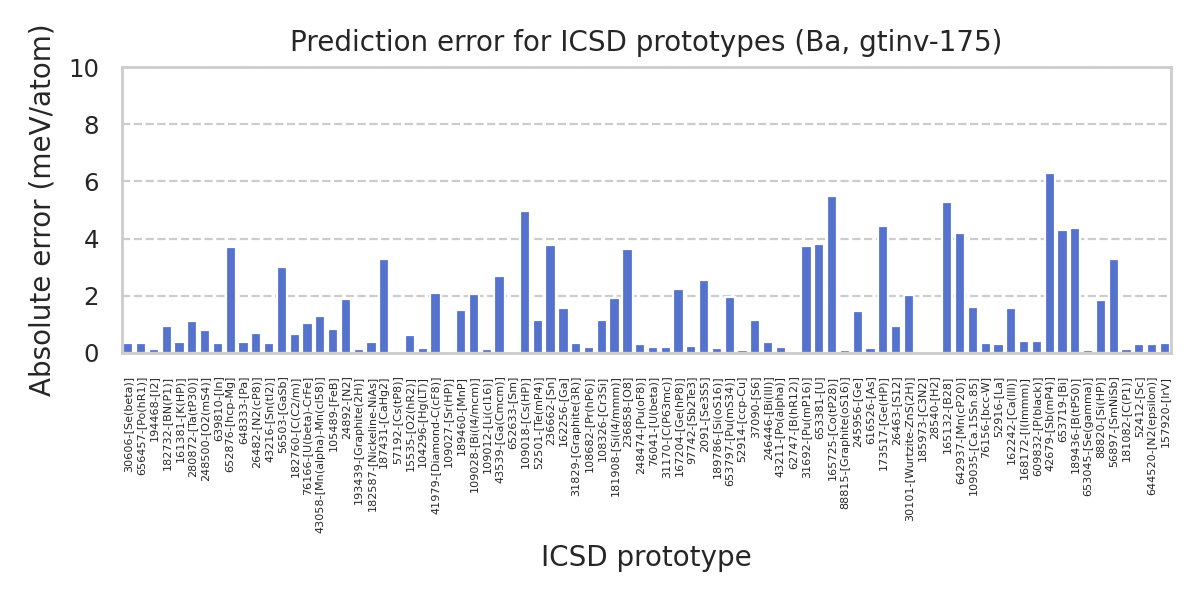 Prediction error for ICSD prototypes (Ba, gtinv-175)
Absolute error (meV/atom)
10
8
6
4
2
0
30606-[Se(beta)]
656457-[Po(hR1)]
194468-[I2]
182732-[BN(P1)]
161381-[K(HP)]
280872-[Ta(tP30)]
248500-[O2(mS4)]
639810-[In]
652876-[hcp-Mg]
648333-[Pa]
26482-[N2(cP8)]
43216-[Sn(tI2)]
56503-[GaSb]
182760-[C(C2/m)]
76166-[U(beta)-CrFe]
43058-[Mn(alpha)-Mn(cI58)]
105489-[FeB]
24892-[N2]
193439-[Graphite(2H)]
182587-[Nickeline-NiAs]
187431-[CaHg2]
57192-[Cs(tP8)]
15535-[O2(hR2)]
104296-[Hg(LT)]
41979-[Diamond-C(cF8)]
109027-[Sr(HP)]
189460-[MnP]
109028-[Bi(I4/mcm)]
109012-[Li(cI16)]
43539-[Ga(Cmcm)]
652633-[Sm]
109018-[Cs(HP)]
52501-[Te(mP4)]
236662-[Sn]
162256-[Ga]
31829-[Graphite(3R)]
108682-[Pr(hP6)]
108326-[Cr3Si]
181908-[Si(I4/mmm)]
236858-[O8]
248474-[Pu(oF8)]
76041-[U(beta)]
31170-[C(P63mc)]
167204-[Ge(hP8)]
97742-[Sb2Te3]
2091-[Se3S5]
189786-[Si(oS16)]
653797-[Pu(mS34)]
52914-[ccp-Cu]
37090-[S6]
246446-[Bi(III)]
43211-[Po(alpha)]
62747-[B(hR12)]
31692-[Pu(mP16)]
653381-[U]
165725-[Co(tP28)]
88815-[Graphite(oS16)]
245956-[Ge]
616526-[As]
173517-[Ge(HP)]
26463-[S12]
30101-[Wurtzite-ZnS(2H)]
185973-[C3N2]
28540-[H2]
165132-[B28]
642937-[Mn(cP20)]
109035-[Ca.15Sn.85]
76156-[bcc-W]
52916-[La]
162242-[Ca(III)]
168172-[I(Immm)]
609832-[P(black)]
42679-[Sb(mP4)]
653719-[Bi]
189436-[B(tP50)]
653045-[Se(gamma)]
88820-[Si(HP)]
56897-[SmNiSb]
181082-[C(P1)]
52412-[Sc]
644520-[N2(epsilon)]
157920-[IrV]
ICSD prototype